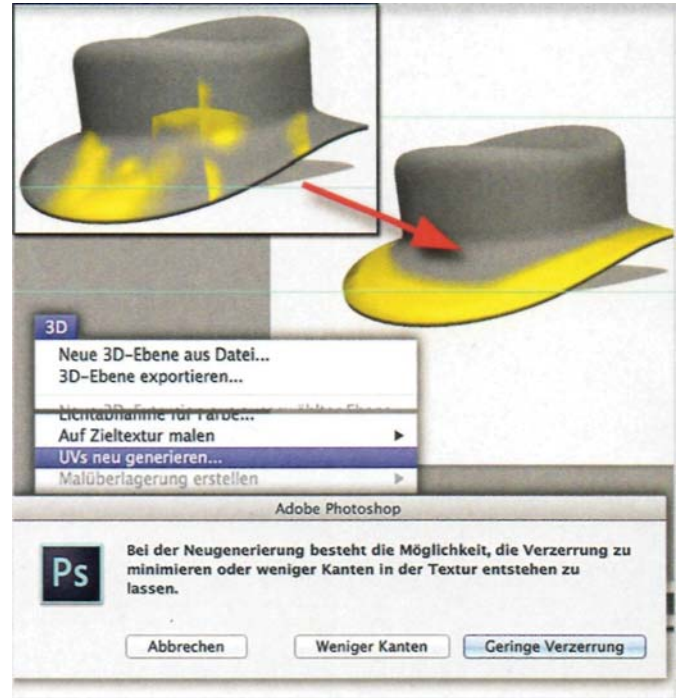 3D
Neue 3D-Ebene aus Datei...
3D-Ebene exportieren...
Auf Zieltextur malen
UVs neu generieren...
Malüberlagerung erstellen
Adobe Photoshop
Ps
Bei der Neugenerierung besteht die Möglichkeit, die Verzerrung zu
minimieren oder weniger Kanten in der Textur entstehen zu
lassen.
Abbrechen
Weniger Kanten
Geringe Verzerrung